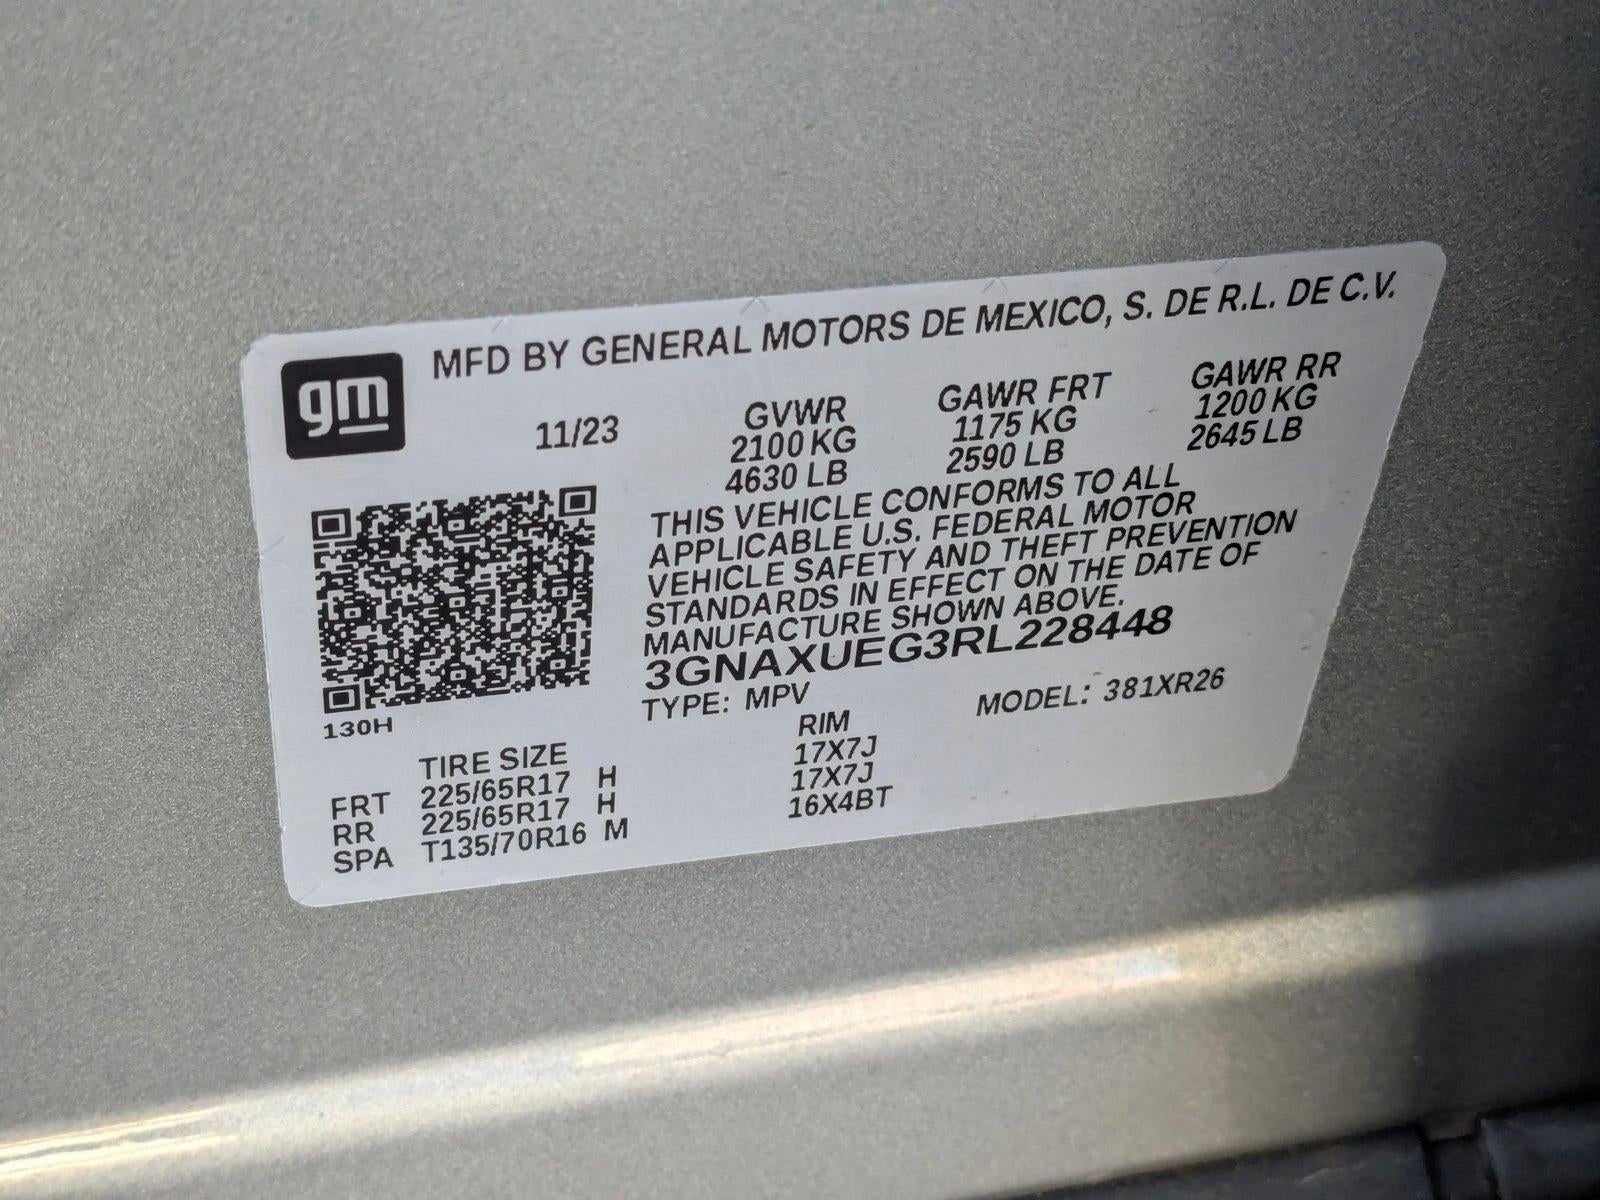 gm
MFD BY GENERAL MOTORS DE MEXICO, S. DE R.L. DE C.V.
11/23 GVWR GAWR FRT GAWR RR
2100 KG 1175 KG 1200 KG
4630 LB 2590 LB 2645 LB
THIS VEHICLE CONFORMS TO ALL
APPLICABLE U.S. FEDERAL MOTOR
VEHICLE SAFETY AND THEFT PREVENTION
STANDARDS IN EFFECT ON THE DATE OF
MANUFACTURE SHOWN ABOVE.
3GNAXUEG3RL228448
TYPE: MPV MODEL: 381XR26
130H
TIRE SIZE RIM
FRT 225/65R17 H 17X7J
RR 225/65R17 H 17X7J
SPA T135/70R16 M 16X4BT